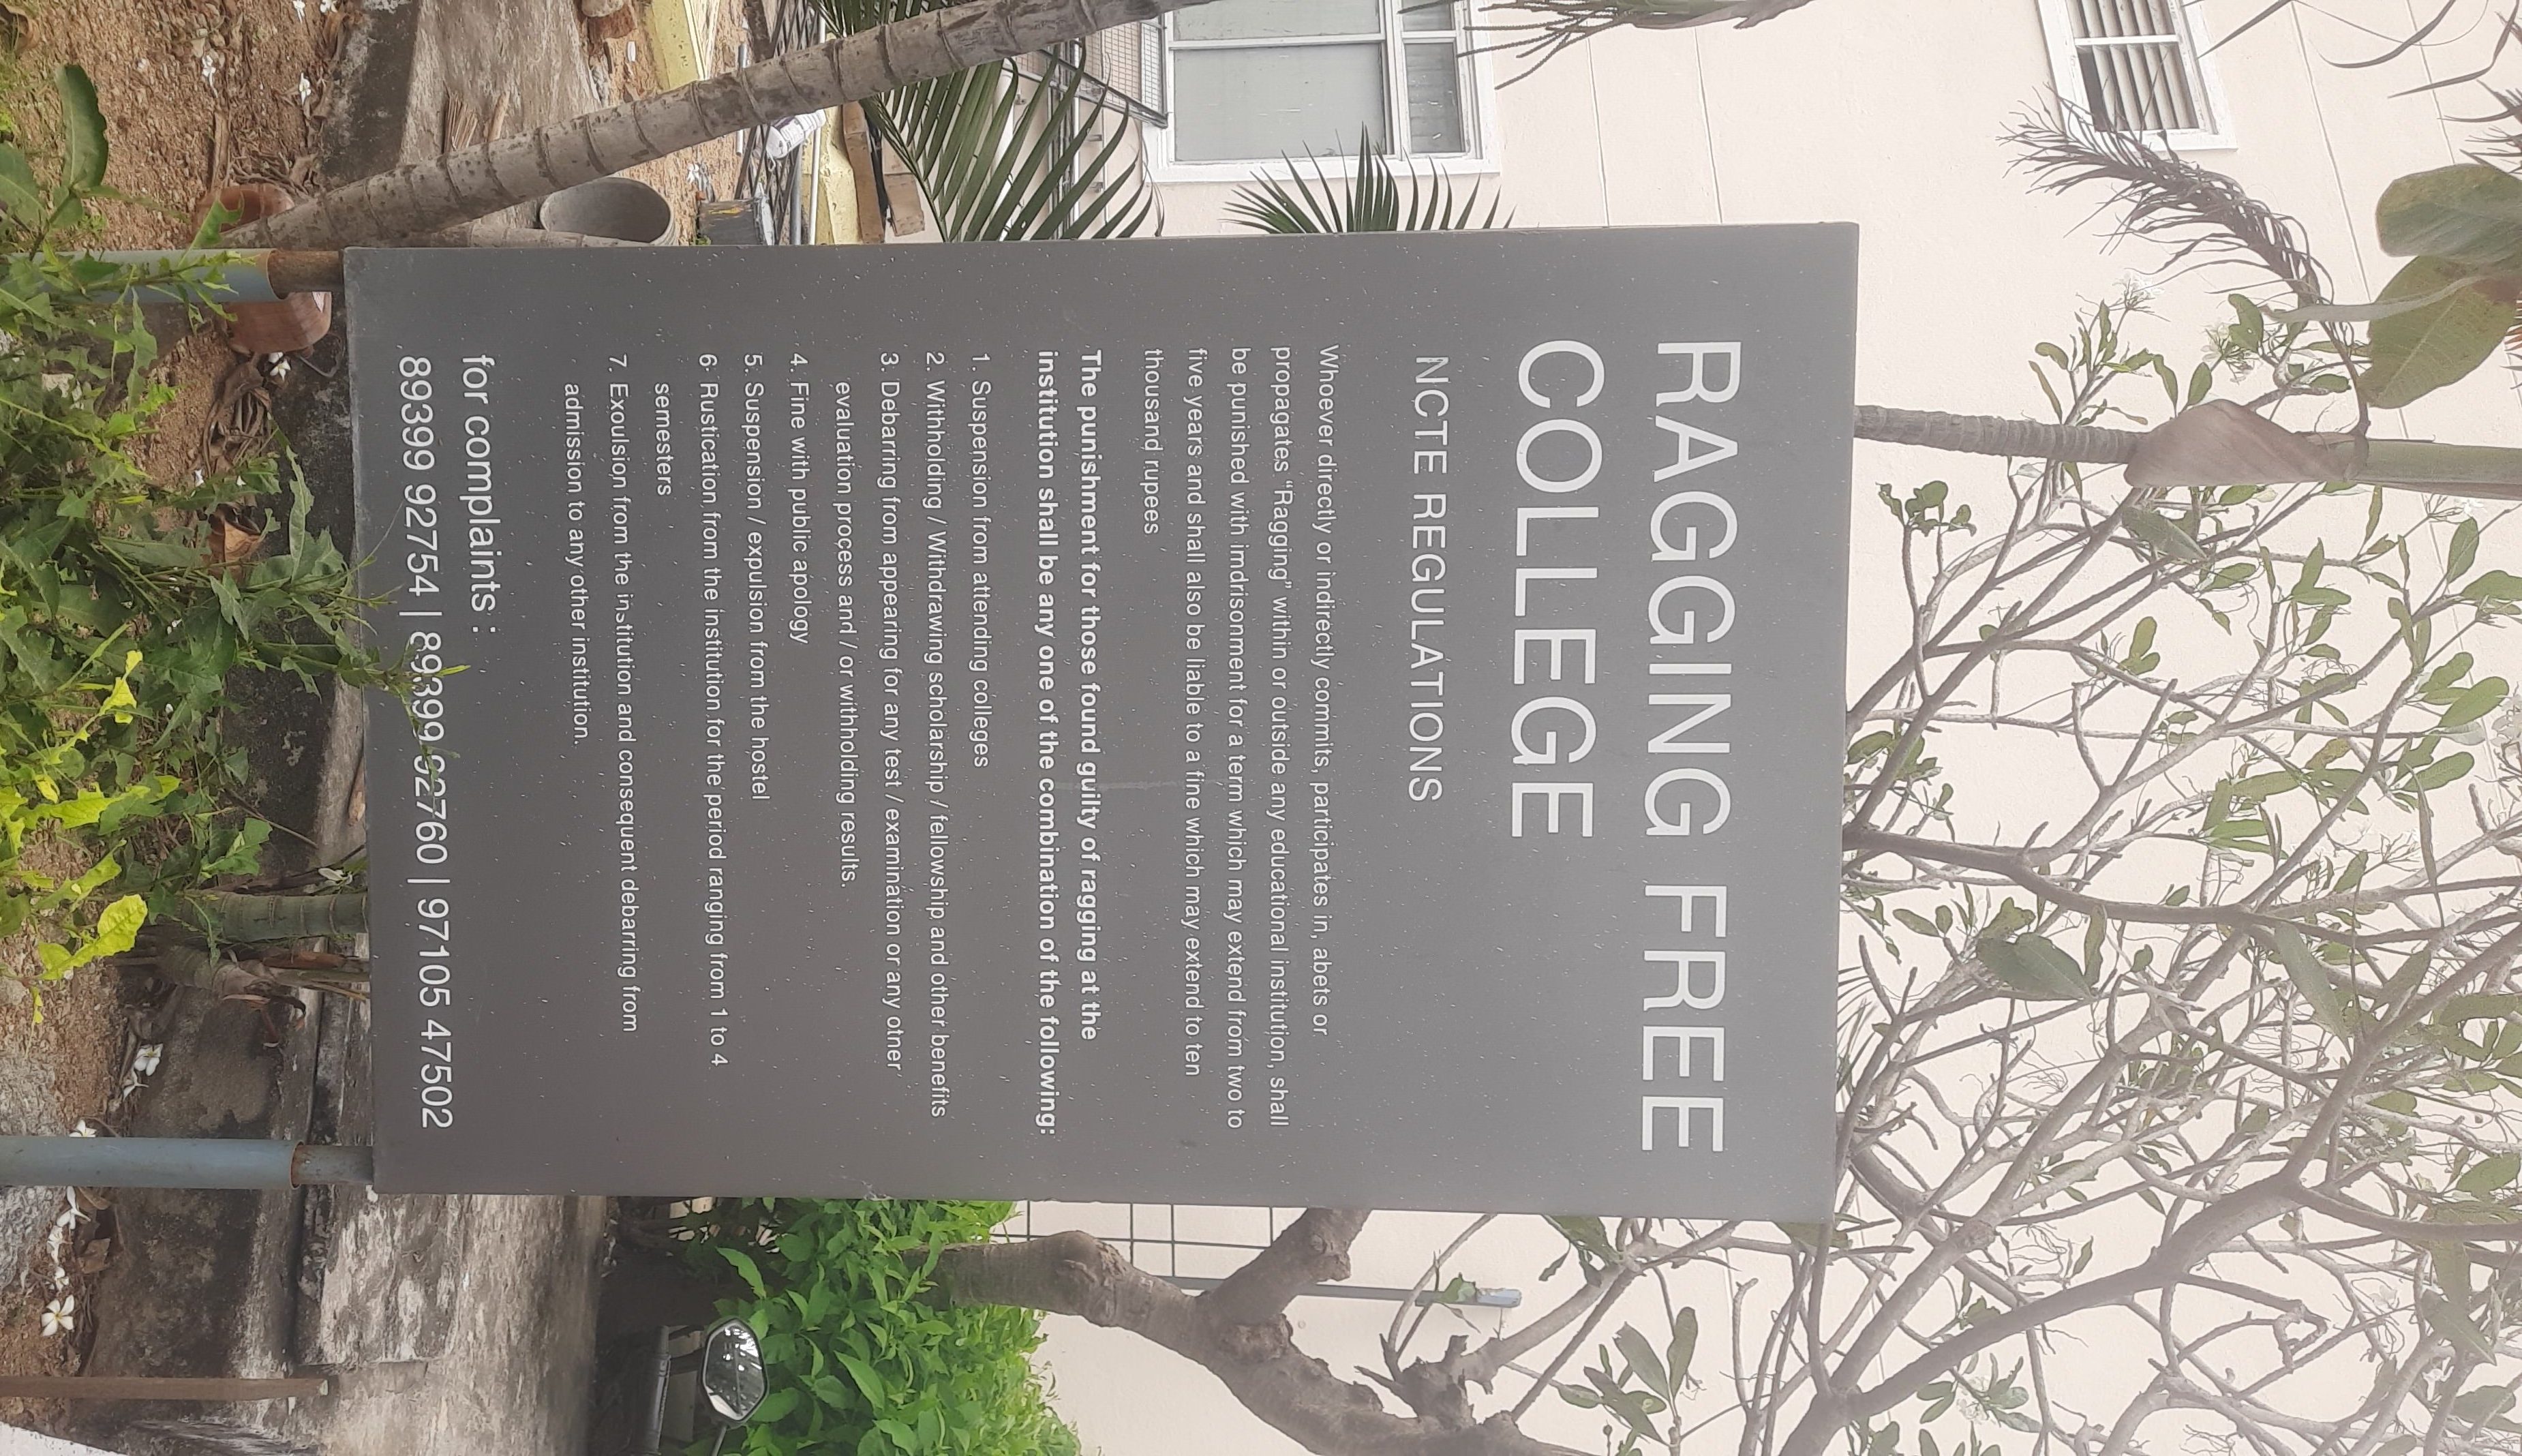 RAGGING FREE
COLLEGE
NCTE REGULATIONS
Whoever directly or indirectly commits, participates in, abets or
propagates "Ragging" within or outside any educational institution, shall
be punished with imdrisonment for a term which may extend from two to
five years and shall also be liable to a fine which may extend to ten
thousand rupees
The punishment for those found guilty of ragging at the
institution shall be any one of the combination of the following:
1. Suspension from attending colleges
2. Withholding / Withdrawing scholarship / fellowship and other benefits
3. Debarring from appearing for any test / examination or any otner
evaluation process and / or withholding results.
4. Fine with public apology
5. Suspension / expulsion from the hostel
6. Rustication from the institution for the period ranging from 1 to 4
semesters
7. Exoulsion from the institution and consequent debarring from
admission to any other institution.
for complaints :
89399 92754 | 89399 92760 | 97105 47502